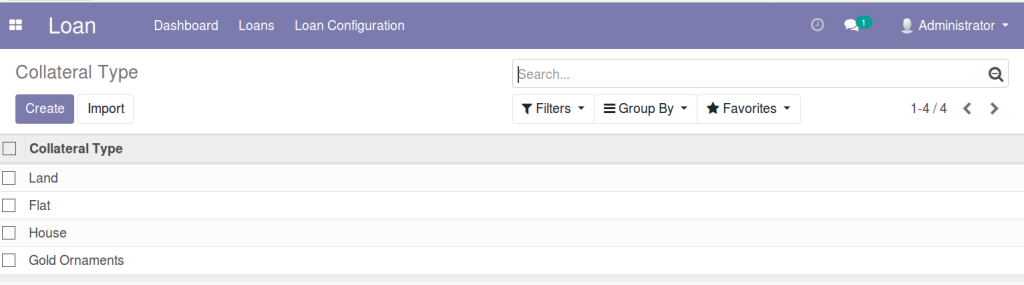 Loan Dashboard Loans Loan Configuration 1 Administrator
Collateral Type Search...
Create Import Filters Group By Favorites 1-4 / 4
Collateral Type
Land
Flat
House
Gold Ornaments